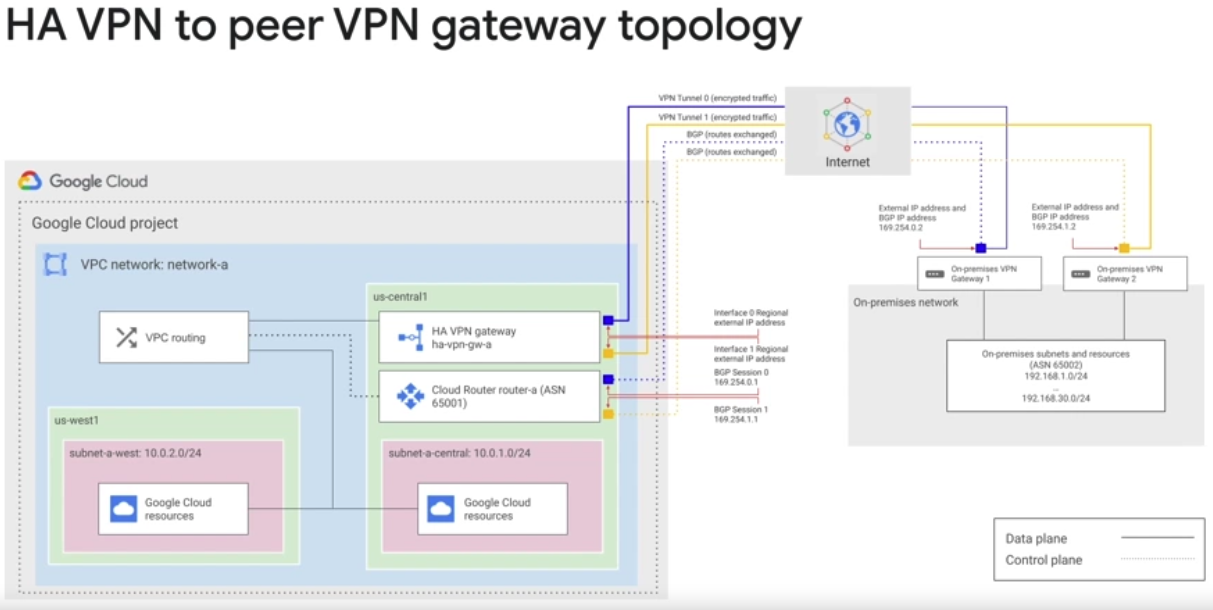 HA VPN to peer VPN gateway topology
VPN Tunnel 0 (encrypted traffic)
VPN Tunnel 1 (encrypted traffic)
BGP (routes exchanged)
BGP (routes exchanged)
Internet
Google Cloud
Google Cloud project
VPC network: network-a
us-central1
VPC routing
HA VPN gateway
ha-vpn-gw-a
Cloud Router router-a (ASN
65001)
us-west1
subnet-a-west: 10.0.2.0/24
Google Cloud
resources
subnet-a-central: 10.0.1.0/24
Google Cloud
resources
Interface 0 Regional
external IP address
Interface 1 Regional
external IP address
BGP Session 0
169.254.0.1
BGP Session 1
169.254.1.1
External IP address and
BGP IP address
169.254.0.2
External IP address and
BGP IP address
169.254.1.2
On-premises VPN
Gateway 1
On-premises VPN
Gateway 2
On-premises network
On-premises subnets and resources
(ASN 65002)
192.168.1.0/24
...
192.168.30.0/24
Data plane
Control plane